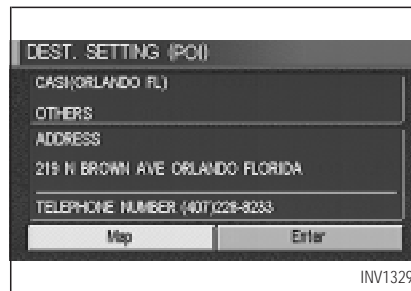 DEST. SETTING (POI)
CASI(ORLANDO FL)
OTHERS
ADDRESS
219 N BROWN AVE ORLANDO FLORIDA
TELEPHONE NUMBER (407)228-8233
Map
Enter
INV1329